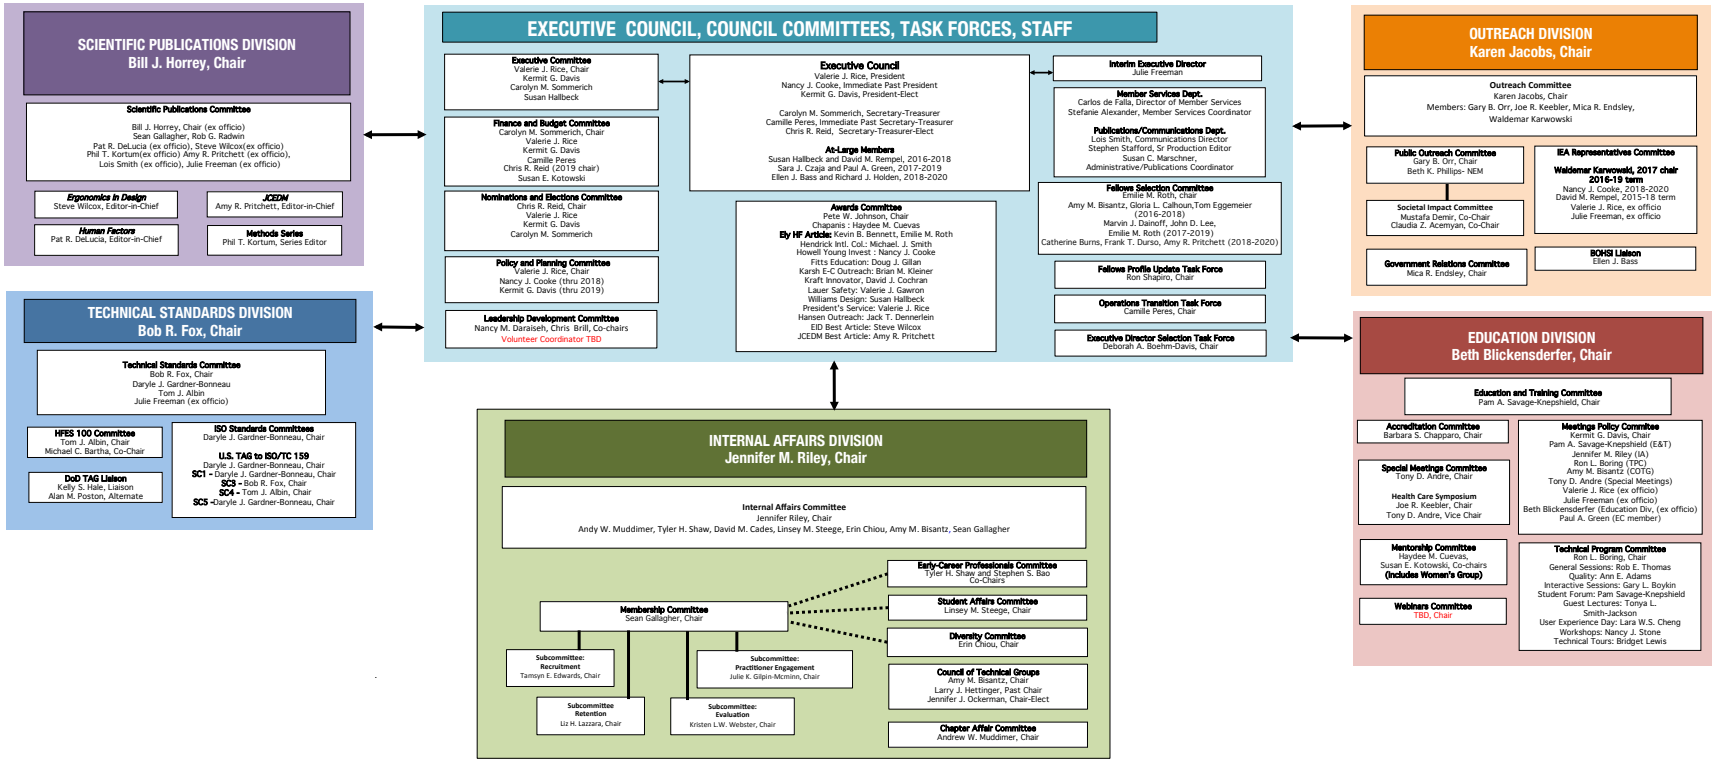 SCIENTIFIC PUBLICATIONS DIVISION
Bill J. Horrey, Chair
Scientific Publications Committee
Bill J. Horrey, Chair (ex officio)
Sean Gallagher, Rob G. Radwin
Pat R. DeLucia (ex officio), Steve Wilcox(ex officio)
Phil T. Kortum(ex officio) Amy R. Pritchett(ex officio),
Lois Smith (ex officio), Julie Freeman (ex officio)
Ergonomics in Design
Steve Wilcox, Editor-in-Chief
JCEDM
Amy R. Pritchett, Editor-in-Chief
Human Factors
Pat R. DeLucia, Editor-in-Chief
Methods Series
Phil T. Kortum, Series Editor
TECHNICAL STANDARDS DIVISION
Bob R. Fox, Chair
Technical Standards Committee
Bob R. Fox, Chair
Daryle J. Gardner-Bonneau
Tom J. Albin
Julie Freeman (ex officio)
HFES 100 Committee
Tom J. Albin, Chair
Michael C. Bartha, Co-Chair
DoD TAG Liaison
Kelly S. Hale, Liaison
Alan M. Poston, Alternate
ISO Standards Committees
Daryle J. Gardner-Bonneau, Chair
U.S. TAG to ISO/TC 159
Daryle J. Gardner-Bonneau, Chair
SC1 - Daryle J. Gardner-Bonneau, Chair
SC3 - Bob R. Fox, Chair
SC4 - Tom J. Albin, Chair
SC5 -Daryle J. Gardner-Bonneau, Chair
EXECUTIVE COUNCIL, COUNCIL COMMITTEES, TASK FORCES, STAFF
Executive Committee
Valerie J. Rice, Chair
Kermit G. Davis
Carolyn M. Sommerich
Susan Hallbeck
Finance and Budget Committee
Carolyn M. Sommerich, Chair
Valerie J. Rice
Kermit G. Davis
Camille Peres
Chris R. Reid (2019 chair)
Susan E. Kotowski
Nominations and Elections Committee
Chris R. Reid, Chair
Valerie J. Rice
Kermit G. Davis
Carolyn M. Sommerich
Policy and Planning Committee
Valerie J. Rice, Chair
Nancy J. Cooke (thru 2018)
Kermit G. Davis (thru 2019)
Leadership Development Committee
Nancy M. Daraiseh, Chris Brill, Co-chairs
Volunteer Coordinator TBD
Executive Council
Valerie J. Rice, President
Nancy J. Cooke, Immediate Past President
Kermit G. Davis, President-Elect
Carolyn M. Sommerich, Secretary-Treasurer
Camille Peres, Immediate Past Secretary-Treasurer
Chris R. Reid, Secretary-Treasurer-Elect
At-Large Members
Susan Hallbeck and David M. Rempel, 2016-2018
Sara J. Czaja and Paul A. Green, 2017-2019
Ellen J. Bass and Richard J. Holden, 2018-2020
Awards Committee
Pete W. Johnson, Chair
Chapanis : Haydee M. Cuevas
Ely HF Article: Kevin B. Bennett, Emilie M. Roth
Hendrick Intl. Col.: Michael. J. Smith
Howell Young Invest : Nancy J. Cooke
Fitts Education: Doug J. Gillan
Karsh E-C Outreach: Brian M. Kleiner
Kraft Innovator, David J. Cochran
Lauer Safety: Valerie J. Gawron
Williams Design: Susan Hallbeck
President's Service: Valerie J. Rice
Hansen Outreach: Jack T. Dennerlein
EID Best Article: Steve Wilcox
JCEDM Best Article: Amy R. Pritchett
Interim Executive Director
Julie Freeman
Member Services Dept.
Carlos de Falla, Director of Member Services
Stefanie Alexander, Member Services Coordinator
Publications/Communications Dept.
Lois Smith, Communications Director
Stephen Stafford, Sr Production Editor
Susan C. Marschner,
Administrative/Publications Coordinator
Fellows Selection Committee
Emilie M. Roth, chair
Amy M. Bisantz, Gloria L. Calhoun,Tom Eggemeier
(2016-2018)
Marvin J. Dainoff, John D. Lee,
Emilie M. Roth (2017-2019)
Catherine Burns, Frank T. Durso, Amy R. Pritchett (2018-2020)
Fellows Profile Update Task Force
Ron Shapiro, Chair
Operations Transition Task Force
Camille Peres, Chair
Executive Director Selection Task Force
Deborah A. Boehm-Davis, Chair
OUTREACH DIVISION
Karen Jacobs, Chair
Outreach Committee
Karen Jacobs, Chair
Members: Gary B. Orr, Joe R. Keebler, Mica R. Endsley,
Waldemar Karwowski
Public Outreach Committee
Gary B. Orr, Chair
Beth K. Phillips- NEM
Societal Impact Committee
Mustafa Demir, Co-Chair
Claudia Z. Acemyan, Co-Chair
Government Relations Committee
Mica R. Endsley, Chair
IEA Representatives Committee
Waldemar Karwowski, 2017 chair
2016-19 term
Nancy J. Cooke, 2018-2020
David M. Rempel, 2015-18 term
Valerie J. Rice, ex officio
Julie Freeman, ex officio
BOHSI Liaison
Ellen J. Bass
EDUCATION DIVISION
Beth Blickensderfer, Chair
Education and Training Committee
Pam A. Savage-Knepshield, Chair
Accreditation Committee
Barbara S. Chapparo, Chair
Special Meetings Committee
Tony D. Andre, Chair
Health Care Symposium
Joe R. Keebler, Chair
Tony D. Andre, Vice Chair
Mentorship Committee
Haydee M. Cuevas,
Susan E. Kotowski, Co-chairs
(Includes Women's Group)
Webinars Committee
TBD, Chair
Meetings Policy Committee
Kermit G. Davis, Chair
Pam A. Savage-Knepshield (E&T)
Jennifer M. Riley (IA)
Ron L. Boring (TPC)
Amy M. Bisantz (COTG)
Tony D. Andre (Special Meetings)
Valerie J. Rice (ex officio)
Julie Freeman (ex officio)
Beth Blickensderfer (Education Div, (ex officio)
Paul A. Green (EC member)
Technical Program Committee
Ron L. Boring, Chair
General Sessions: Rob E. Thomas
Quality: Ann E. Adams
Interactive Sessions: Gary L. Boykin
Student Forum: Pam Savage-Knepshield
Guest Lectures: Tonya L.
Smith-Jackson
User Experience Day: Lara W.S. Cheng
Workshops: Nancy J. Stone
Technical Tours: Bridget Lewis
INTERNAL AFFAIRS DIVISION
Jennifer M. Riley, Chair
Internal Affairs Committee
Jennifer Riley, Chair
Andy W. Muddimer, Tyler H. Shaw, David M. Cades, Linsey M. Steege, Erin Chiou, Amy M. Bisantz, Sean Gallagher
Membership Committee
Sean Gallagher, Chair
Subcommittee:
Recruitment
Tamsyn E. Edwards, Chair
Subcommittee
Retention
Liz H. Lazzara, Chair
Subcommittee:
Practitioner Engagement
Julie K. Gilpin-Mcminn, Chair
Subcommittee:
Evaluation
Kristen L.W. Webster, Chair
Early-Career Professionals Committee
Tyler H. Shaw and Stephen S. Bao
Co-Chairs
Student Affairs Committee
Linsey M. Steege, Chair
Diversity Committee
Erin Chiou, Chair
Council of Technical Groups
Amy M. Bisantz, Chair
Larry J. Hettinger, Past Chair
Jennifer J. Ockerman, Chair-Elect
Chapter Affair Committee
Andrew W. Muddimer, Chair